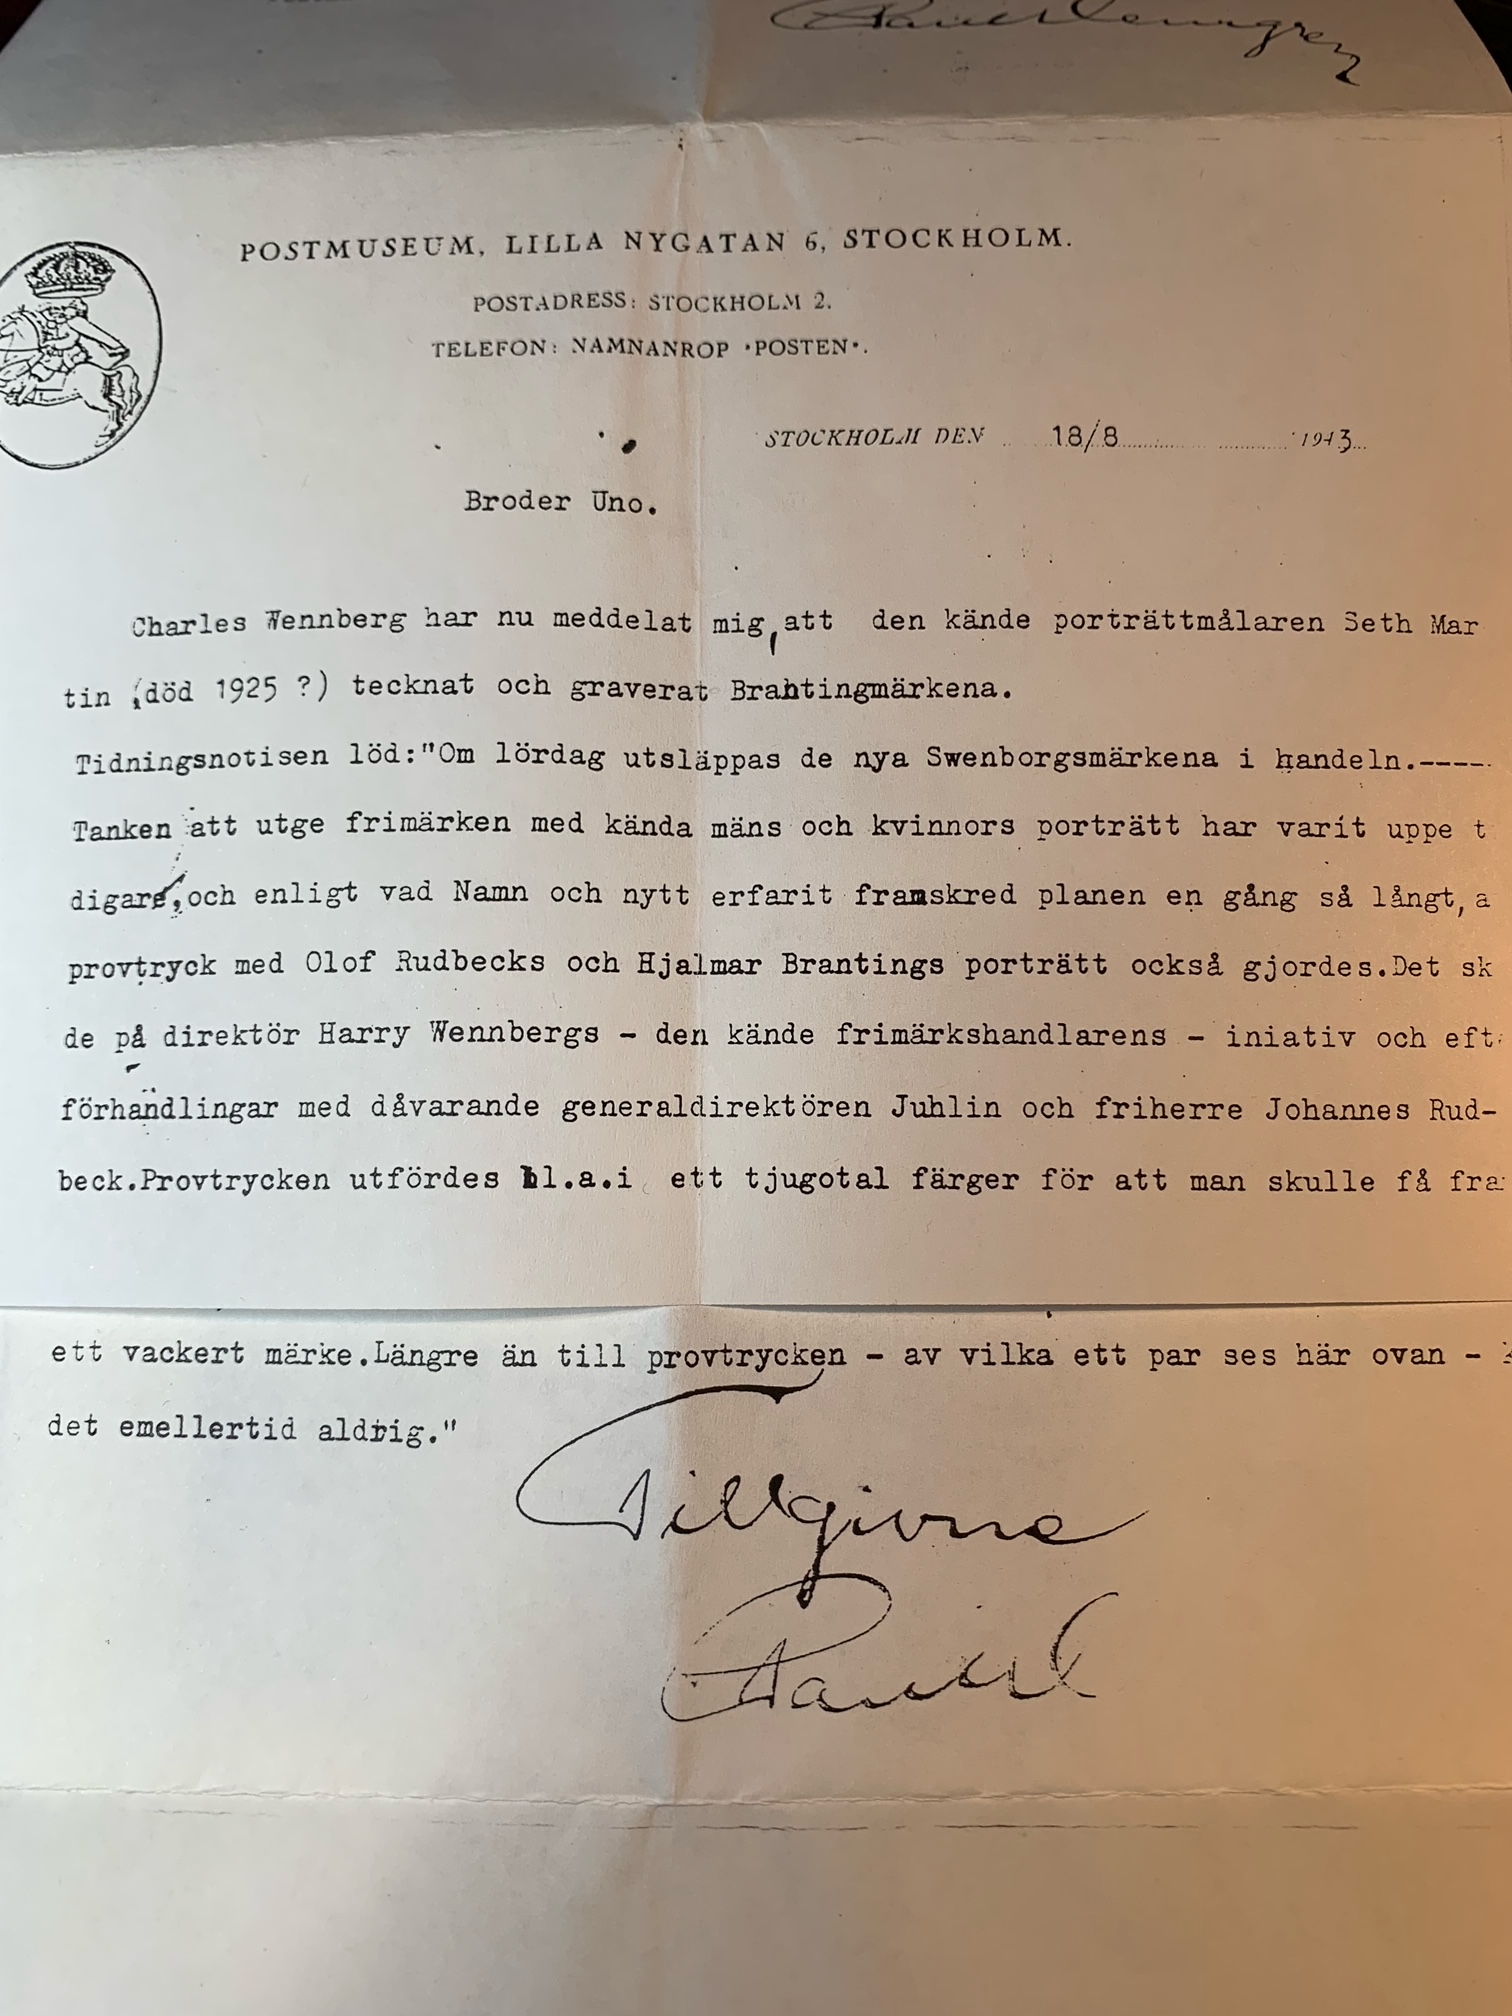 POSTMUSEUM, LILLA NYGATAN 6, STOCKHOLM.
POSTADRESS: STOCKHOLM 2.
TELEFON: NAMNANROP •POSTEN•.
STOCKHOLM DEN 18/8 1943
Broder Uno.
Charles Wennberg har nu meddelat mig, att den kände porträttmålaren Seth Mar
tin (död 1925 ?) tecknat och graverat Brantingmärkena.
Tidningsnotisen löd:"Om lördag utsläppas de nya Swenborgsmärkena i handeln.----
Tanken att utge frimärken med kända mäns och kvinnors porträtt har varit uppe t
digare, och enligt vad Namn och nytt erfarit framskred planen en gång så långt, a
provtryck med Olof Rudbecks och Hjalmar Brantings porträtt också gjordes.Det sk
de på direktör Harry Wennbergs - den kände frimärkshandlarens - iniativ och eft
förhandlingar med dåvarande generaldirektören Juhlin och friherre Johannes Rud-
beck.Provtrycken utfördes bl.a.i ett tjugotal färger för att man skulle få fra
ett vackert märke.Längre än till provtrycken - av vilka ett par ses här ovan -
det emellertid aldrig."
Tillgivne